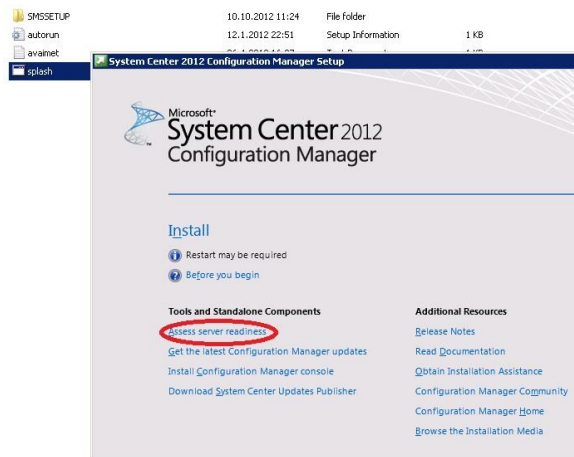 SMSSETUP 10.10.2012 11:24 File folder
autorun 12.1.2012 22:51 Setup Information 1 KB
avaimet
splash
System Center 2012 Configuration Manager Setup
Microsoft®
System Center 2012
Configuration Manager
Install
Restart may be required
Before you begin
Tools and Standalone Components
Assess server readiness
Get the latest Configuration Manager updates
Install Configuration Manager console
Download System Center Updates Publisher
Additional Resources
Release Notes
Read Documentation
Obtain Installation Assistance
Configuration Manager Community
Configuration Manager Home
Browse the Installation Media